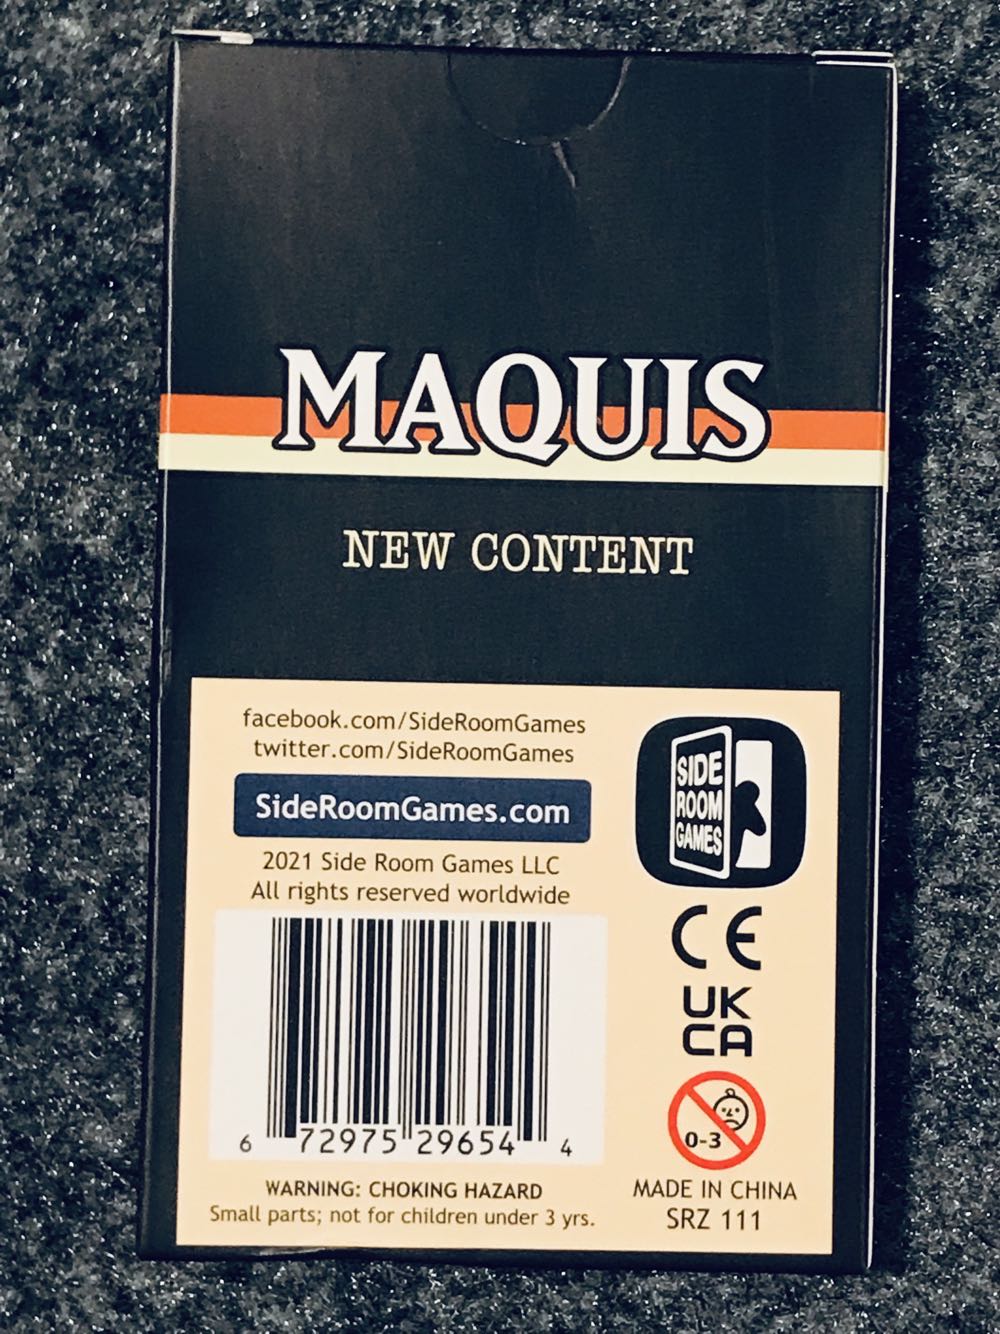 MAQUIS
NEW CONTENT
facebook.com/SideRoomGames
twitter.com/SideRoomGames
SideRoomGames.com
2021 Side Room Games LLC
All rights reserved worldwide
6 72975 29654 4
WARNING: CHOKING HAZARD
Small parts; not for children under 3 yrs.
SIDE
ROOM
GAMES
CE
UK
CA
0-3
MADE IN CHINA
SRZ 111